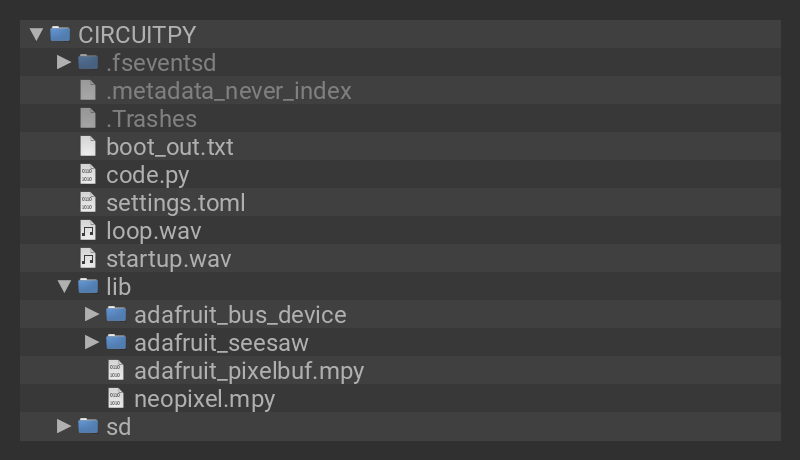 CIRCUITPY
.fseventsd
.metadata_never_index
.Trashes
boot_out.txt
code.py
settings.toml
loop.wav
startup.wav
lib
adafruit_bus_device
adafruit_seesaw
adafruit_pixelbuf.mpy
neopixel.mpy
sd